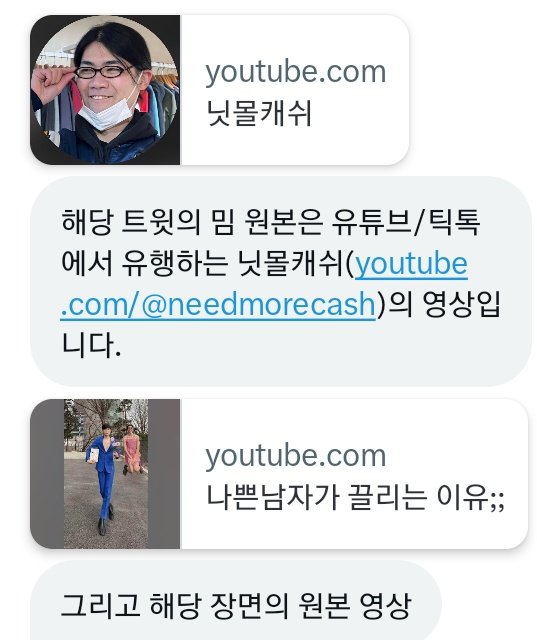 youtube.com
닛몰캐쉬
해당 트윗의 밈 원본은 유튜브/틱톡
에서 유행하는 닛몰캐쉬(youtube
.com/@needmorecash)의 영상입
니다.
youtube.com
나쁜남자가 끌리는 이유;;
그리고 해당 장면의 원본 영상